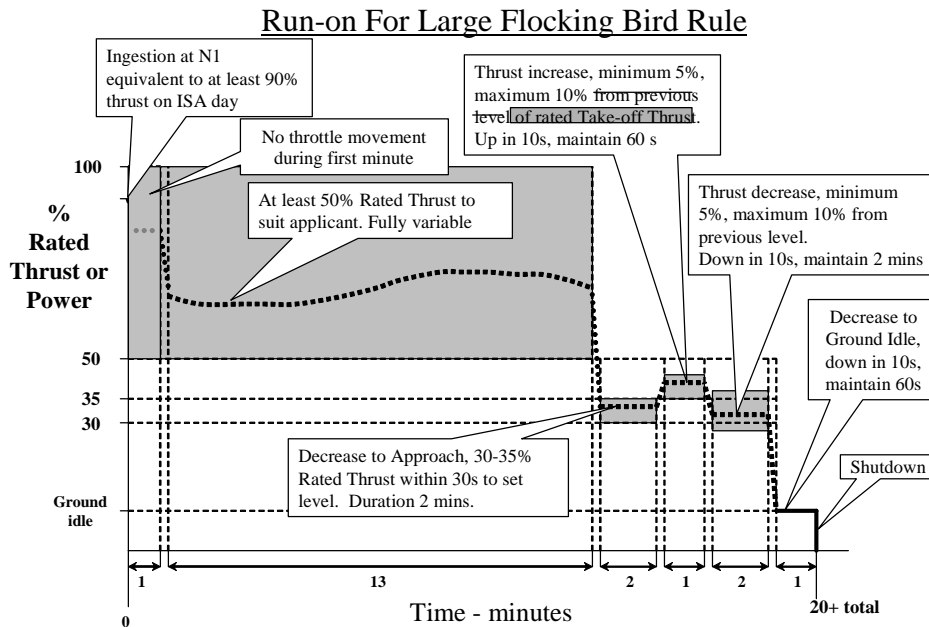 Run-on For Large Flocking Bird Rule
Ingestion at N1
equivalent to at least 90%
thrust on ISA day
No throttle movement
during first minute
At least 50% Rated Thrust to
suit applicant. Fully variable
Thrust increase, minimum 5%,
maximum 10% from previous
level of rated Take-off Thrust.
Up in 10s, maintain 60 s
Thrust decrease, minimum
5%, maximum 10% from
previous level.
Down in 10s, maintain 2 mins
Decrease to
Ground Idle,
down in 10s,
maintain 60s
Decrease to Approach, 30-35%
Rated Thrust within 30s to set
level. Duration 2 mins.
Shutdown
%
Rated
Thrust or
Power
100
50
35
30
Ground
idle
1
13
2
1
2
1
0
20+ total
Time - minutes